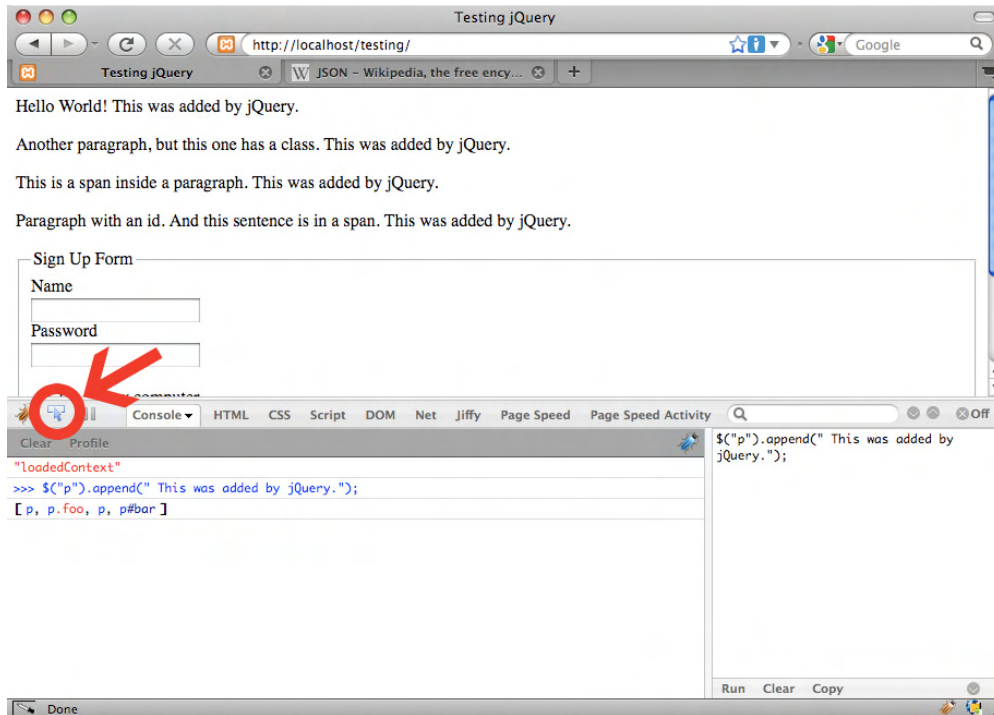 Testing jQuery
http://localhost/testing/
Google
Testing jQuery
W JSON – Wikipedia, the free ency... +
Hello World! This was added by jQuery.
Another paragraph, but this one has a class. This was added by jQuery.
This is a span inside a paragraph. This was added by jQuery.
Paragraph with an id. And this sentence is in a span. This was added by jQuery.
Sign Up Form
Name
Password
computer
Console HTML CSS Script DOM Net Jiffy Page Speed Page Speed Activity Off
Clear Profile
"loadedContext"
>>> $("p").append(" This was added by jQuery.");
[ p, p.foo, p, p#bar ]
$("p").append(" This was added by
jQuery.");
Run Clear Copy
Done